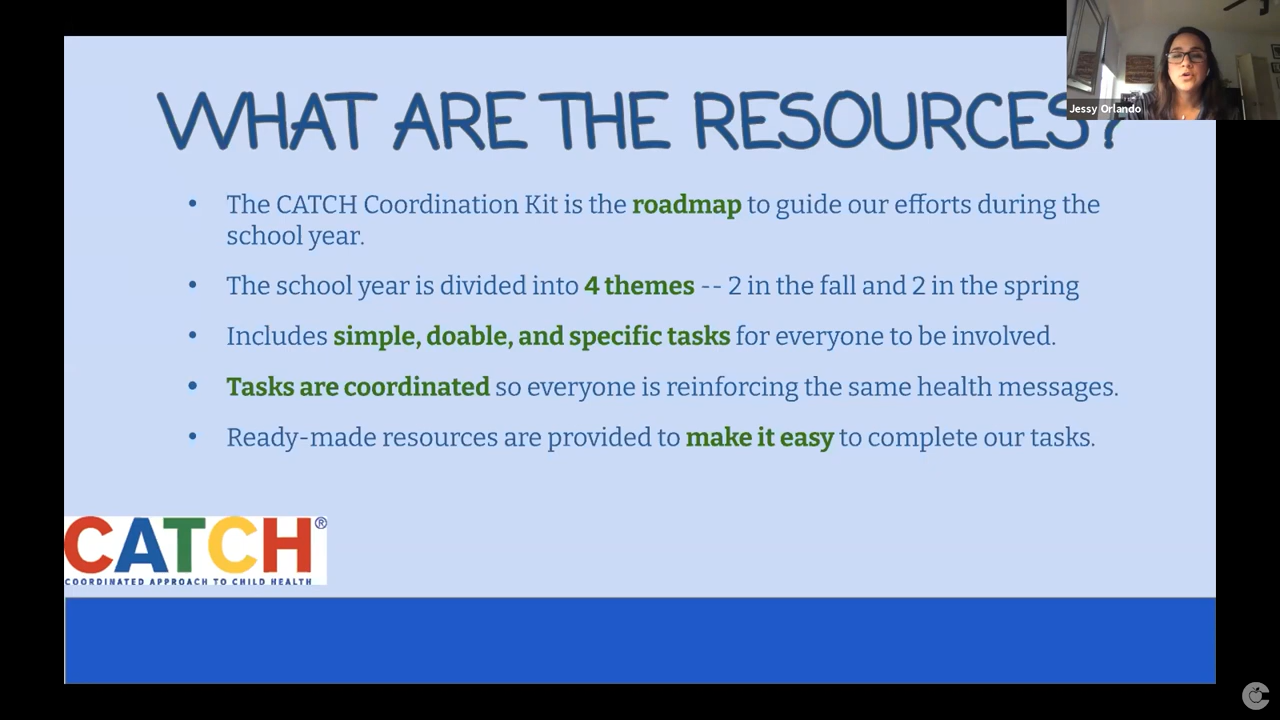 WHAT ARE THE RESOURCES?
Jessy Orlando
• The CATCH Coordination Kit is the roadmap to guide our efforts during the
school year.
• The school year is divided into 4 themes -- 2 in the fall and 2 in the spring
• Includes simple, doable, and specific tasks for everyone to be involved.
• Tasks are coordinated so everyone is reinforcing the same health messages.
• Ready-made resources are provided to make it easy to complete our tasks.
CATCH®
COORDINATED APPROACH TO CHILD HEALTH